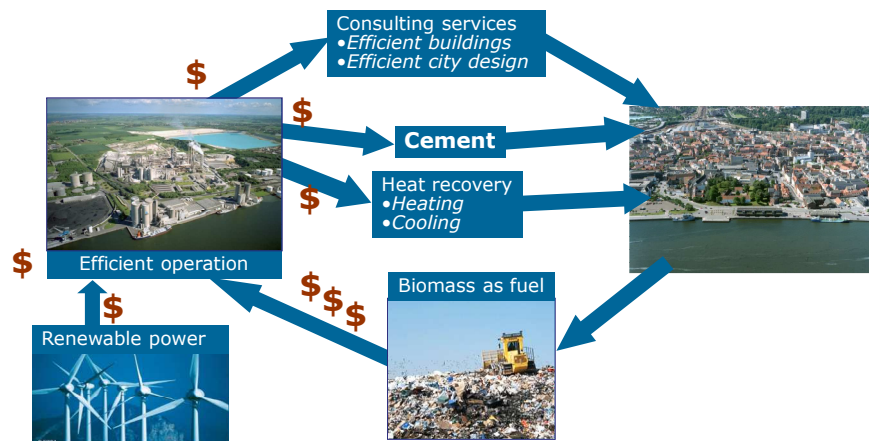 Consulting services
•Efficient buildings
•Efficient city design
$
$
Cement
Heat recovery
•Heating
•Cooling
$
Efficient operation
$
$
$
$
$
Biomass as fuel
Renewable power